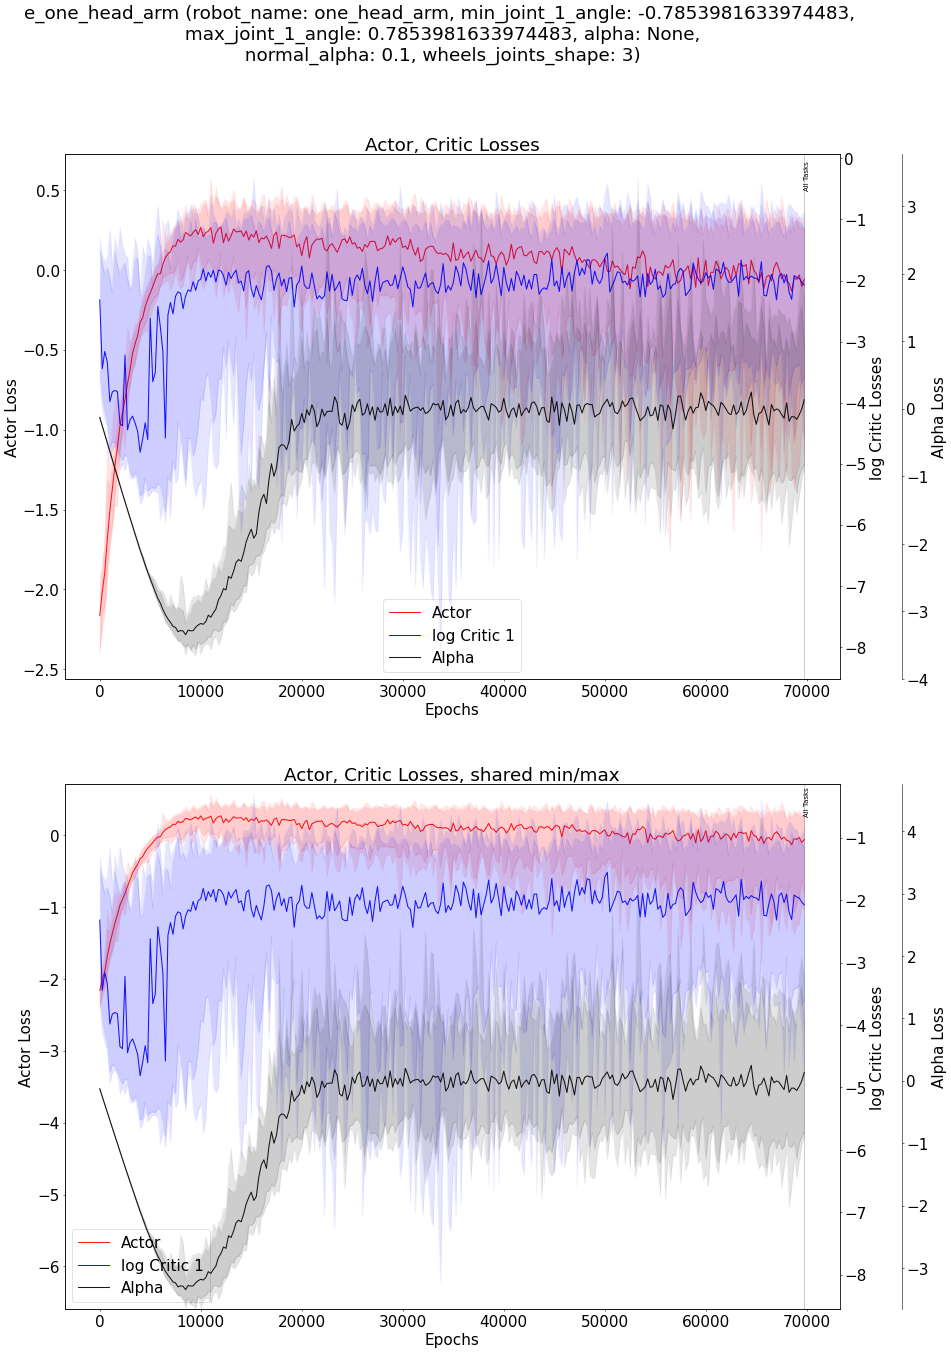 e_one_head_arm (robot_name: one_head_arm, min_joint_1_angle: -0.7853981633974483,
max_joint_1_angle: 0.7853981633974483, alpha: None,
normal_alpha: 0.1, wheels_joints_shape: 3)
Actor, Critic Losses
0.5
0.0
−0.5
−1.0
−1.5
−2.0
−2.5
Actor Loss
0
−1
−2
−3
−4
−5
−6
−7
−8
log Critic Losses
3
2
1
0
−1
−2
−3
−4
Alpha Loss
All Tasks
Actor
log Critic 1
Alpha
0 10000 20000 30000 40000 50000 60000 70000
Epochs
Actor, Critic Losses, shared min/max
0
−1
−2
−3
−4
−5
−6
Actor Loss
−1
−2
−3
−4
−5
−6
−7
−8
log Critic Losses
4
3
2
1
0
−1
−2
−3
Alpha Loss
All Tasks
Actor
log Critic 1
Alpha
0 10000 20000 30000 40000 50000 60000 70000
Epochs